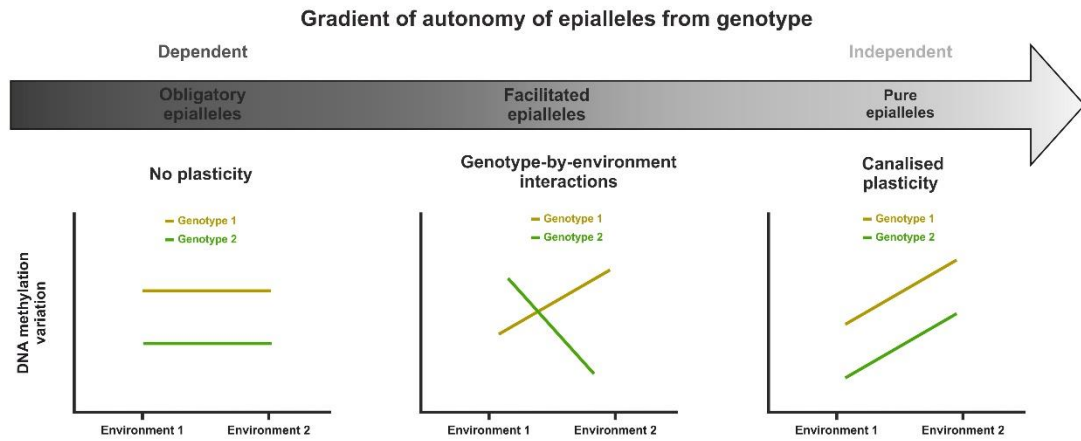 Gradient of autonomy of epialleles from genotype
Dependent
Independent
Obligatory
epialleles
Facilitated
epialleles
Pure
epialleles
No plasticity
Genotype-by-environment
interactions
Canalised
plasticity
DNA methylation
variation
Genotype 1
Genotype 2
Environment 1
Environment 2
Genotype 1
Genotype 2
Environment 1
Environment 2
Genotype 1
Genotype 2
Environment 1
Environment 2